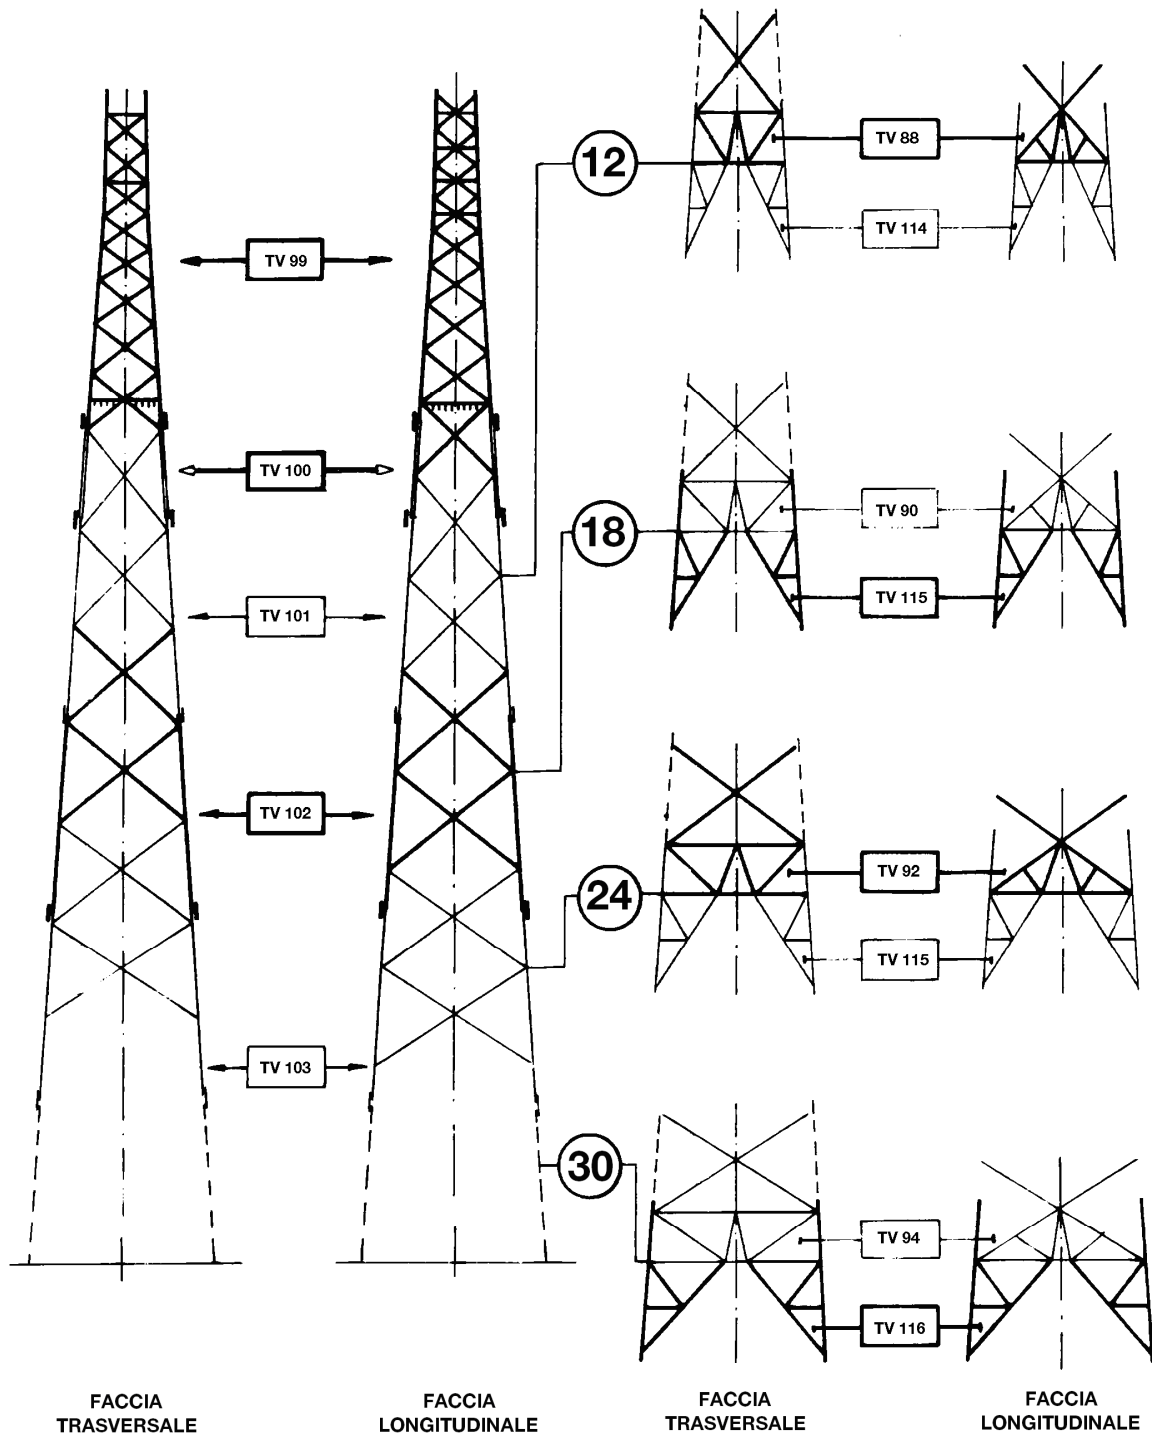 TV 99
TV 100
TV 101
TV 102
TV 103
12
TV 88
TV 114
18
TV 90
TV 115
24
TV 92
TV 115
30
TV 94
TV 116
FACCIA
TRASVERSALE
FACCIA
LONGITUDINALE
FACCIA
TRASVERSALE
FACCIA
LONGITUDINALE